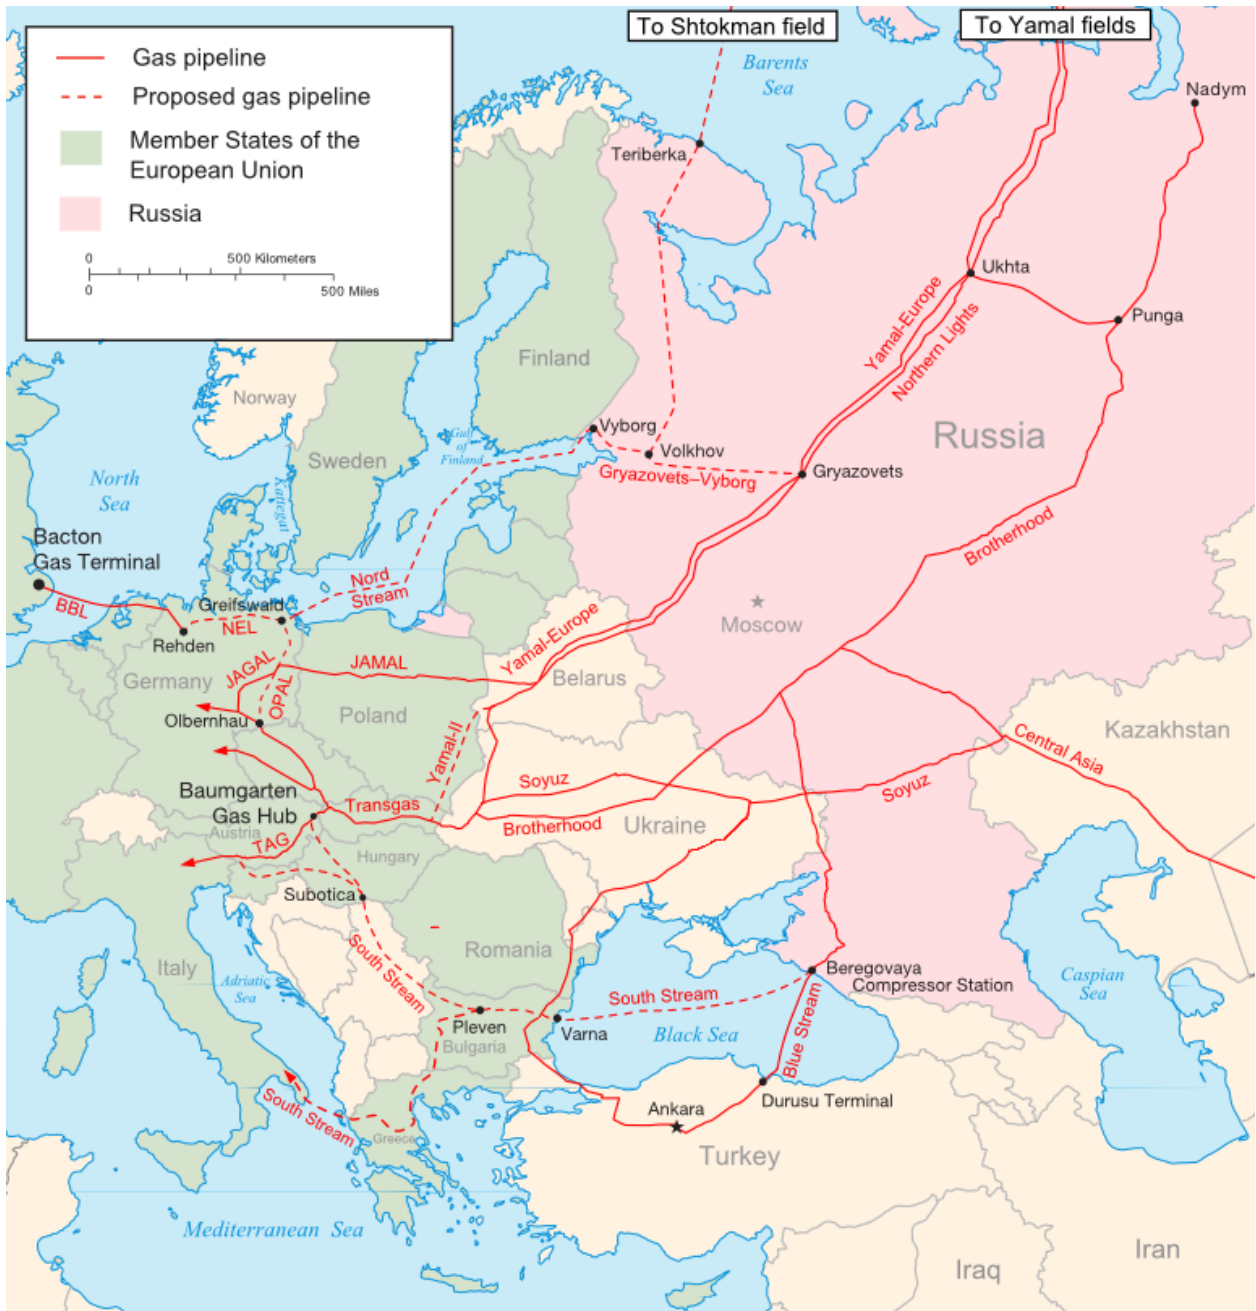 To Shtokman field
To Yamal fields
Gas pipeline
Proposed gas pipeline
Member States of the
European Union
Russia
0
500 Kilometers
0
500 Miles
Barents
Sea
Nadym
Teriberka
Ukhta
Punga
Yamal-Europe
Northern Lights
Finland
Norway
Sweden
Gulf
of
Finland
Vyborg
Volkhov
Gryazovets–Vyborg
Gryazovets
Russia
North
Sea
Kattegat
Bacton
Gas Terminal
BBL
Brotherhood
Nord
Stream
Greifswald
NEL
Rehden
Moscow
Yamal-Europe
JAMAL
JAGAL
OPAL
Germany
Belarus
Olbernhau
Poland
Yamal-II
Kazakhstan
Central Asia
Soyuz
Soyuz
Baumgarten
Gas Hub
Transgas
Brotherhood
Ukraine
Austria
TAG
Hungary
Subotica
South Stream
Romania
Italy
Adriatic
Sea
Beregovaya
Compressor Station
Caspian
Sea
South Stream
Pleven
Bulgaria
Varna
Black Sea
Blue Stream
Durusu Terminal
Ankara
South Stream
Greece
Turkey
Mediterranean Sea
Iraq
Iran